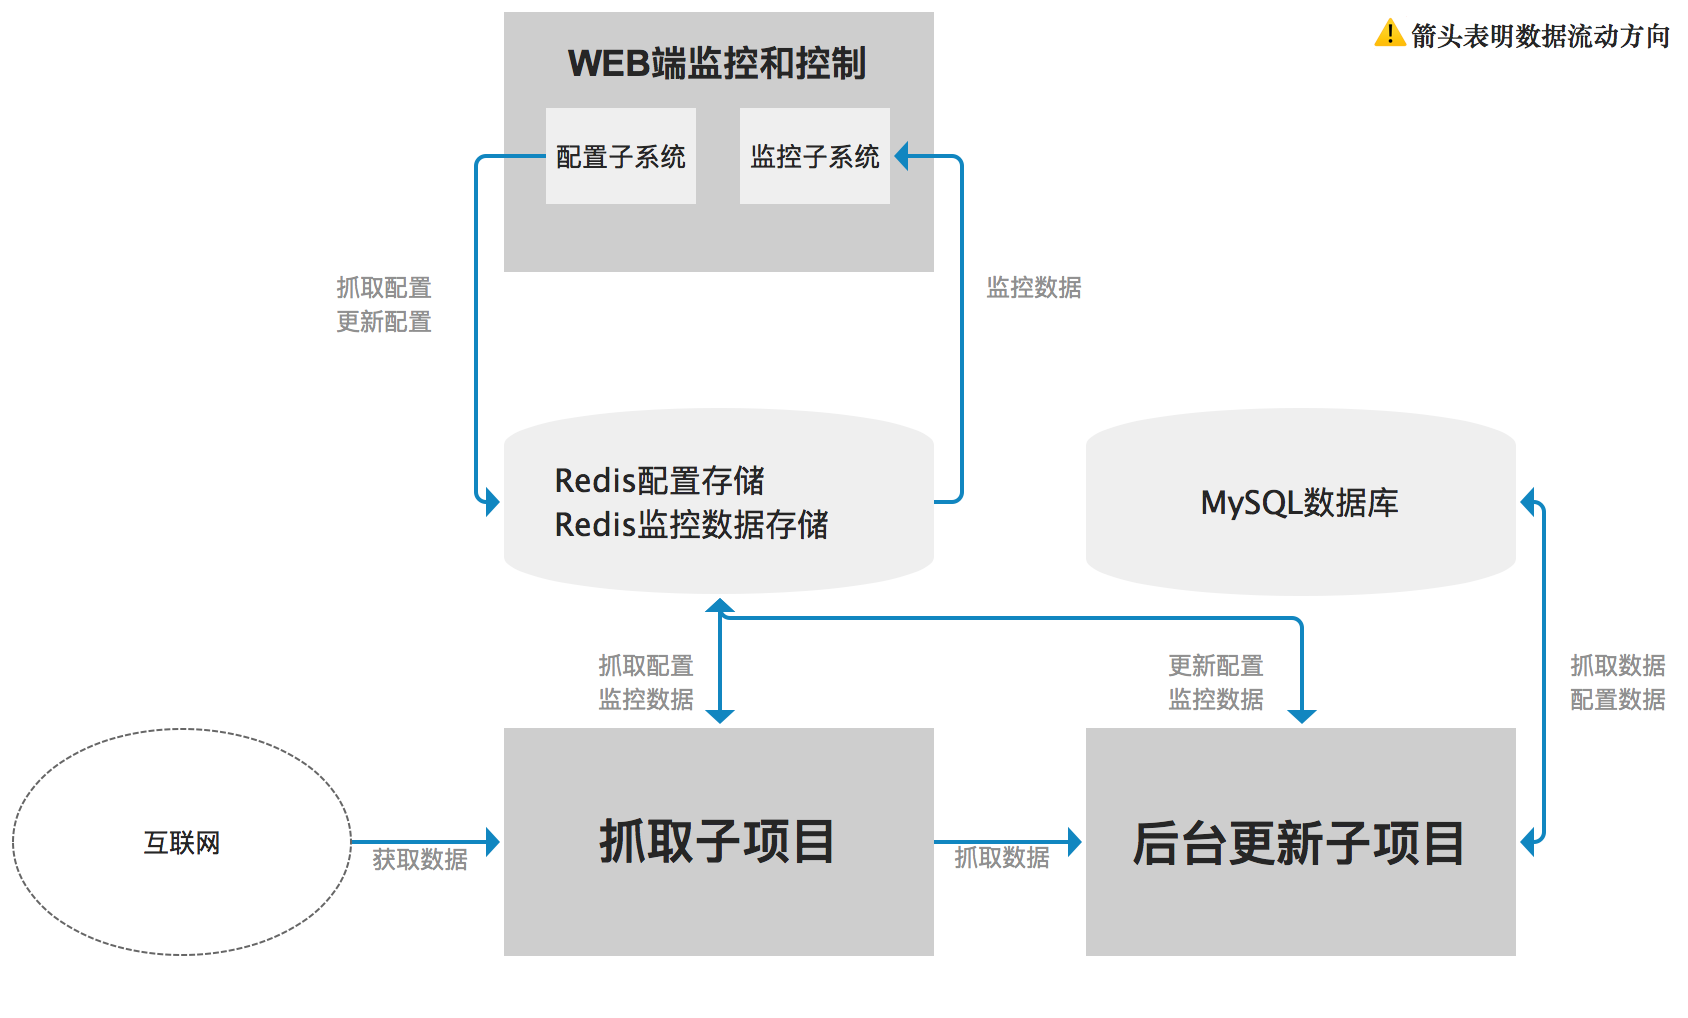 ⚠️箭头表明数据流动方向
WEB端监控和控制
配置子系统
监控子系统
抓取配置
更新配置
监控数据
Redis配置存储
Redis监控数据存储
MySQL数据库
抓取配置
监控数据
更新配置
监控数据
抓取数据
配置数据
互联网
获取数据
抓取子项目
抓取数据
后台更新子项目